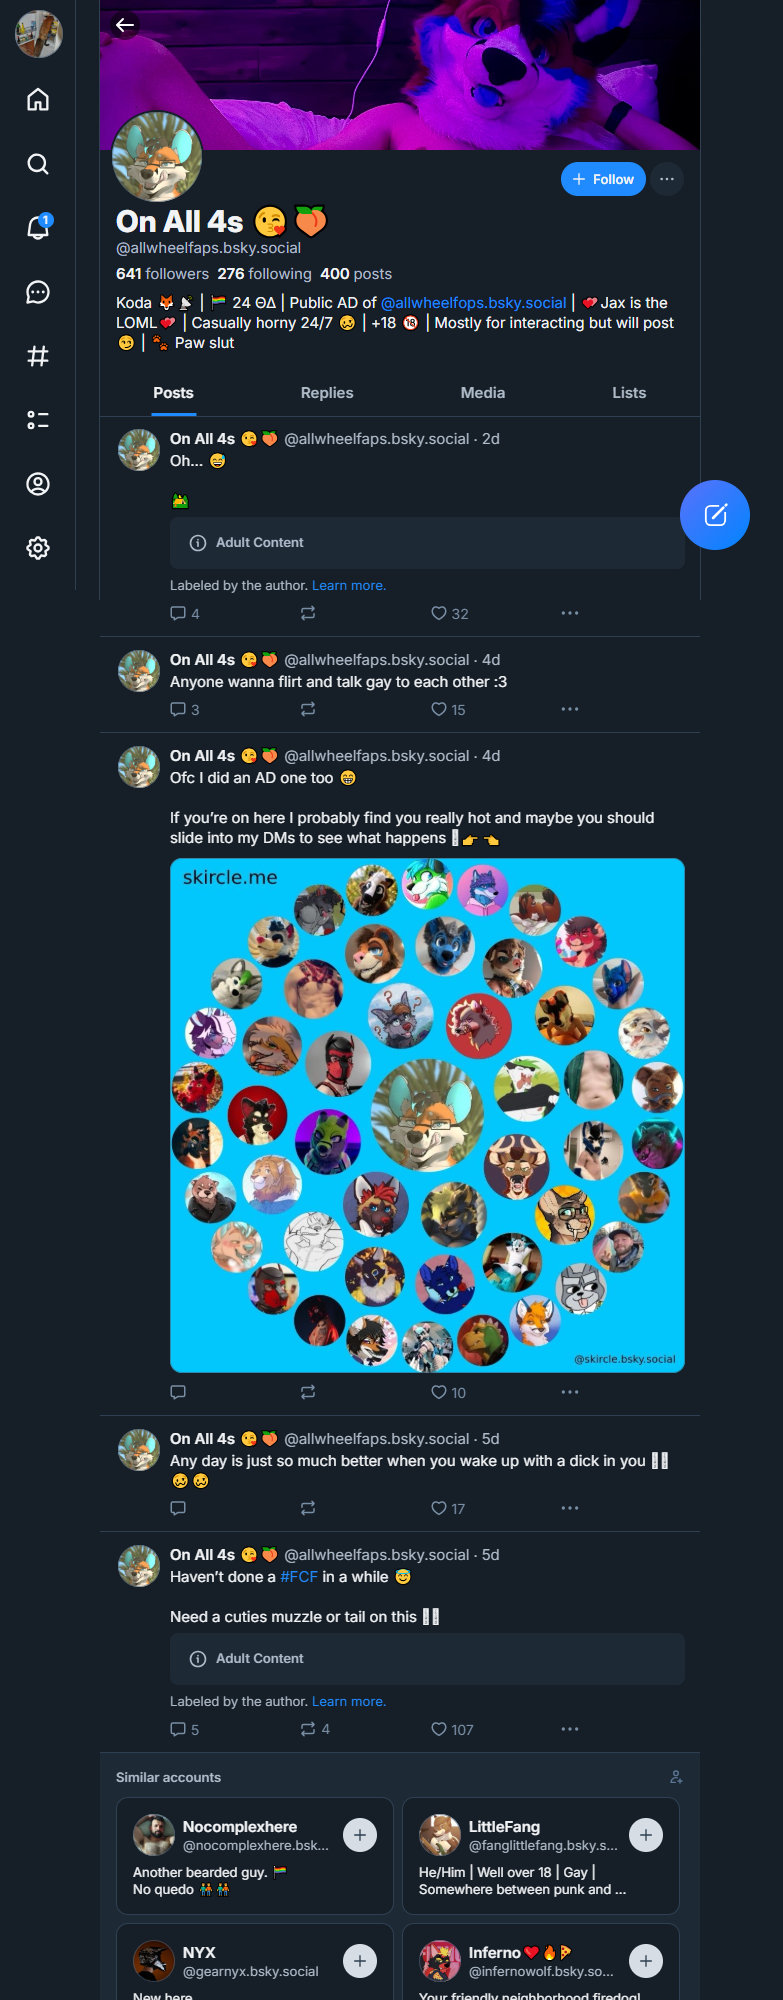 + Follow
On All 4s 😘🍑
@allwheelfaps.bsky.social
641 followers 276 following 400 posts
Koda 🦊📡 | 🏳️‍🌈 24 ΘΔ | Public AD of @allwheelfops.bsky.social | 💕Jax is the
LOML💕 | Casually horny 24/7 🥴 | +18 🔞 | Mostly for interacting but will post
😏 | 🐾 Paw slut
Posts Replies Media Lists
On All 4s 😘🍑 @allwheelfaps.bsky.social · 2d
Oh... 😅
Adult Content
Labeled by the author. Learn more.
4 32
On All 4s 😘🍑 @allwheelfaps.bsky.social · 4d
Anyone wanna flirt and talk gay to each other :3
3 15
On All 4s 😘🍑 @allwheelfaps.bsky.social · 4d
Ofc I did an AD one too 😁
If you’re on here I probably find you really hot and maybe you should
slide into my DMs to see what happens 👉👈
skircle.me
@skircle.bsky.social
10
On All 4s 😘🍑 @allwheelfaps.bsky.social · 5d
Any day is just so much better when you wake up with a dick in you
🥴🥴
17
On All 4s 😘🍑 @allwheelfaps.bsky.social · 5d
Haven’t done a #FCF in a while 😅
Need a cuties muzzle or tail on this
Adult Content
Labeled by the author. Learn more.
5 4 107
Similar accounts
Nocomplexhere
@nocomplexhere.bsk...
Another bearded guy. 🏳️‍🌈
No quedo 👬👬
LittleFang
@fanglittlefang.bsky.s...
He/Him | Well over 18 | Gay |
Somewhere between punk and ...
NYX
@gearnyx.bsky.social
New here
Inferno❤️🔥🍕
@infernowolf.bsky.so...
Your friendly neighborhood firedog!
1